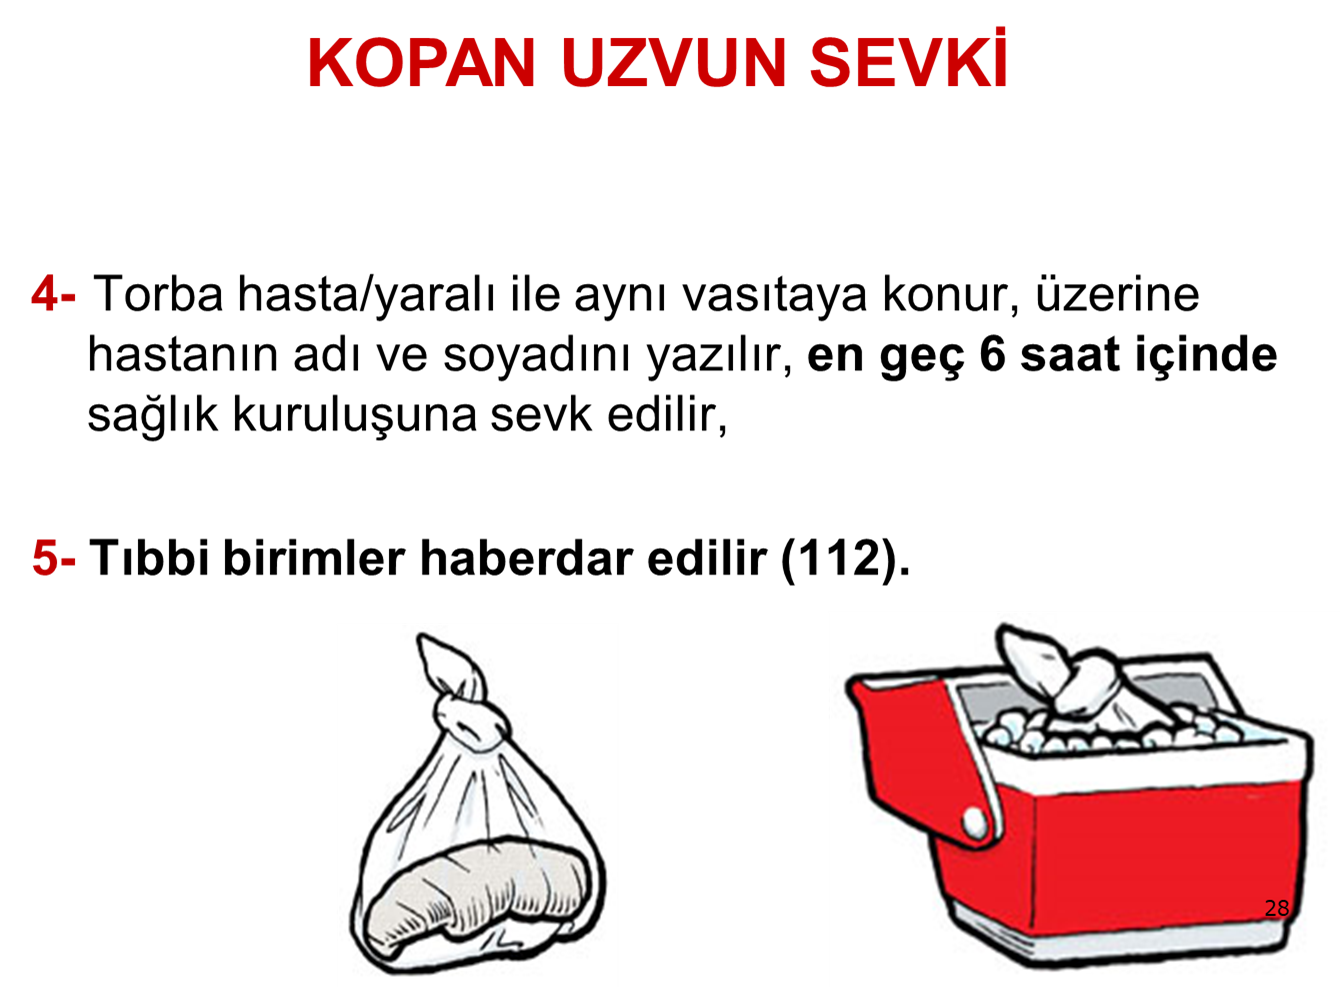 KOPAN UZVUN SEVKİ
4- Torba hasta/yaralı ile aynı vasıtaya konur, üzerine
hastanın adı ve soyadını yazılır, en geç 6 saat içinde
sağlık kuruluşuna sevk edilir,
5- Tıbbi birimler haberdar edilir (112).
28